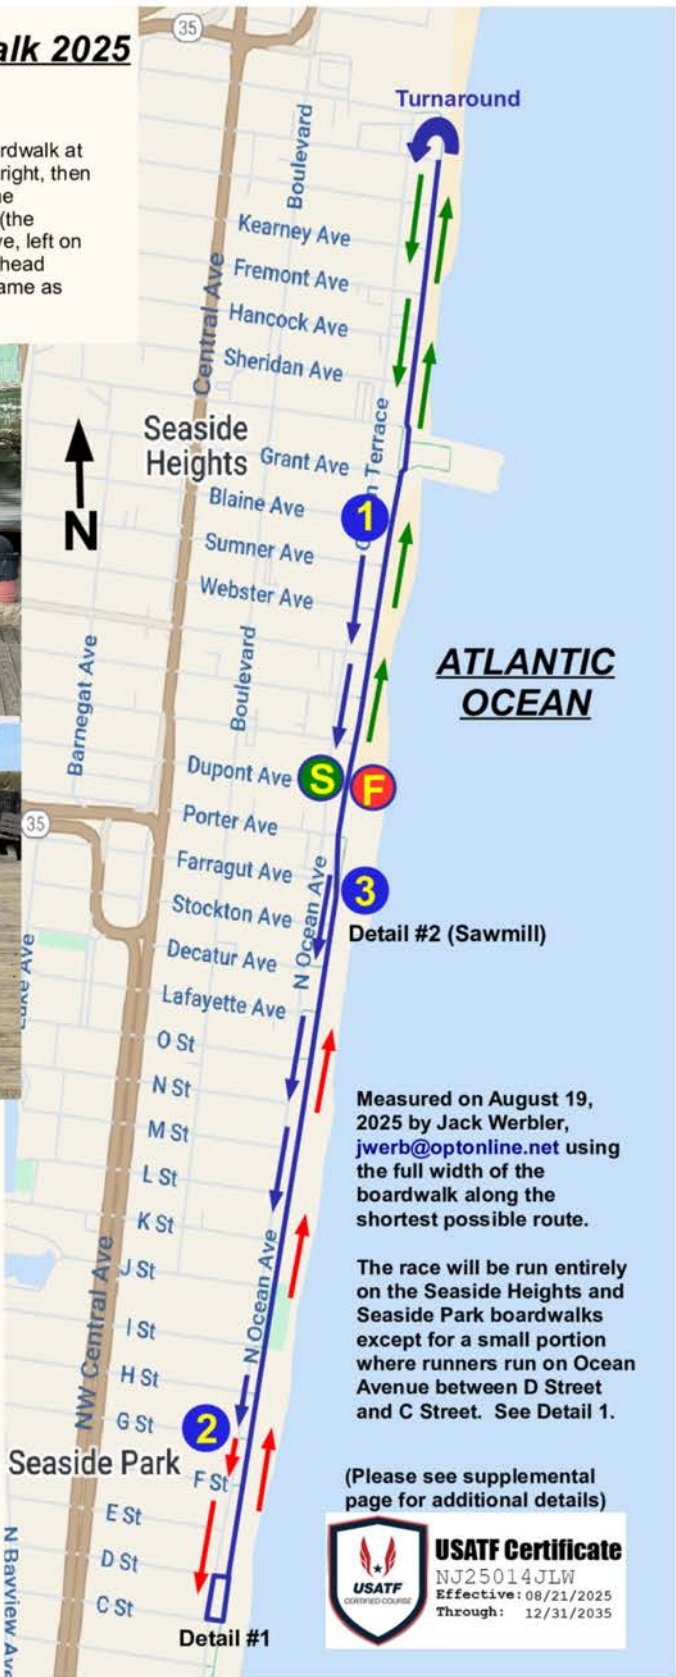 alk 2025
35
Turnaround
rdwalk at
right, then
(the
ve, left on
head
ame as
Boulevard
Kearney Ave
Fremont Ave
Central Ave
Hancock Ave
Sheridan Ave
Terrace
Seaside
Heights
Grant Ave
N
Blaine Ave
1
Sumner Ave
Webster Ave
Barnegat Ave
Boulevard
ATLANTIC
OCEAN
Dupont Ave
S
F
35
Porter Ave
Farragut Ave
3
Stockton Ave
N Ocean Ave
Detail #2 (Sawmill)
Decatur Ave
Lafayette Ave
O St
N St
M St
L St
K St
J St
I St
H St
G St
N Ocean Ave
NW Central Ave
Measured on August 19,
2025 by Jack Werbler,
jwerb@optonline.net using
the full width of the
boardwalk along the
shortest possible route.
The race will be run entirely
on the Seaside Heights and
Seaside Park boardwalks
except for a small portion
where runners run on Ocean
Avenue between D Street
and C Street. See Detail 1.
2
Seaside Park
F St
E St
D St
C St
N Bayview Ave
Detail #1
(Please see supplemental
page for additional details)
USATF
CERTIFIED COURSE
USATF Certificate
NJ25014JLW
Effective: 08/21/2025
Through: 12/31/2035